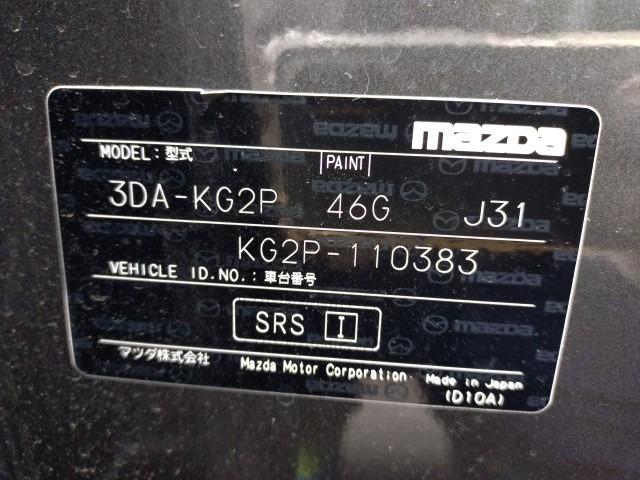 mazda
MODEL : 型式 PAINT
3DA-KG2P 46G J31
KG2P-110383
VEHICLE ID.NO.: 車台番号
SRS I
マツダ株式会社 Mazda Motor Corporation Made in Japan
(D10A)